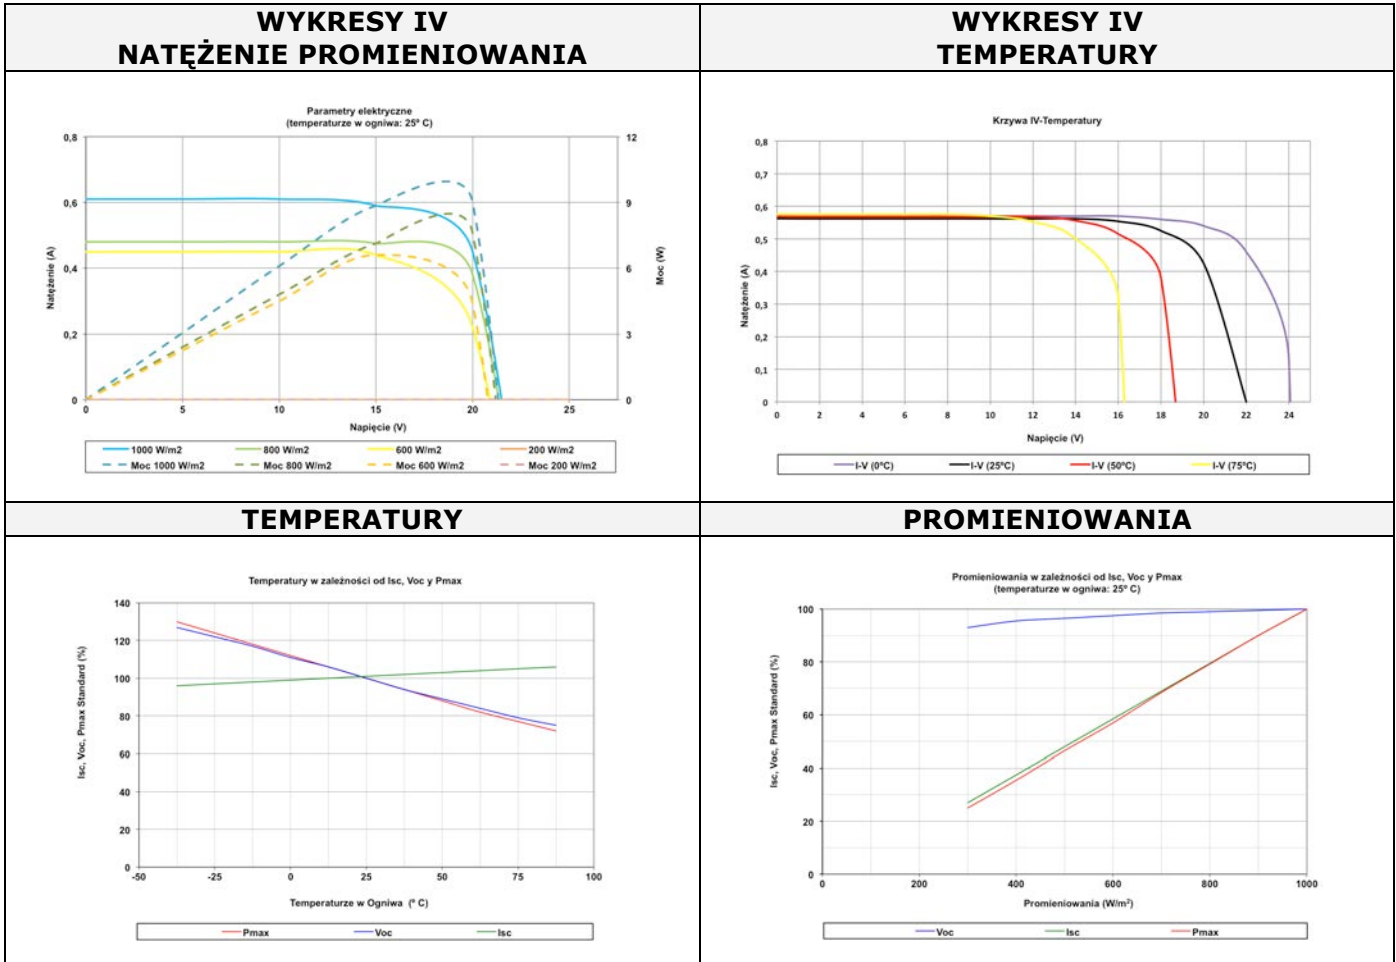 WYKRESY IV
NATĘŻENIE PROMIENIOWANIA
Parametry elektryczne
(temperaturze w ogniwa: 25º C)
0,8
0,6
0,4
0,2
0
12
9
6
3
0
0
5
10
15
20
25
Natężenie (A)
Moc (W)
Napięcie (V)
1000 W/m2
800 W/m2
600 W/m2
200 W/m2
Moc 1000 W/m2
Moc 800 W/m2
Moc 600 W/m2
Moc 200 W/m2
WYKRESY IV
TEMPERATURY
Krzywa IV-Temperatury
0,8
0,7
0,6
0,5
0,4
0,3
0,2
0,1
0
0
2
4
6
8
10
12
14
16
18
20
22
24
Natężenie (A)
Napięcie (V)
I-V (0ºC)
I-V (25ºC)
I-V (50ºC)
I-V (75ºC)
TEMPERATURY
Temperatury w zależności od Isc, Voc y Pmax
140
120
100
80
60
40
20
0
-50
-25
0
25
50
75
100
Isc, Voc, Pmax Standard (%)
Temperaturze w Ogniwa (º C)
Pmax
Voc
Isc
PROMIENIOWANIA
Promieniowania w zależności od Isc, Voc y Pmax
(temperaturze w ogniwa: 25º C)
100
80
60
40
20
0
0
200
400
600
800
1000
Isc, Voc, Pmax Standard (%)
Promieniowania (W/m²)
Voc
Isc
Pmax